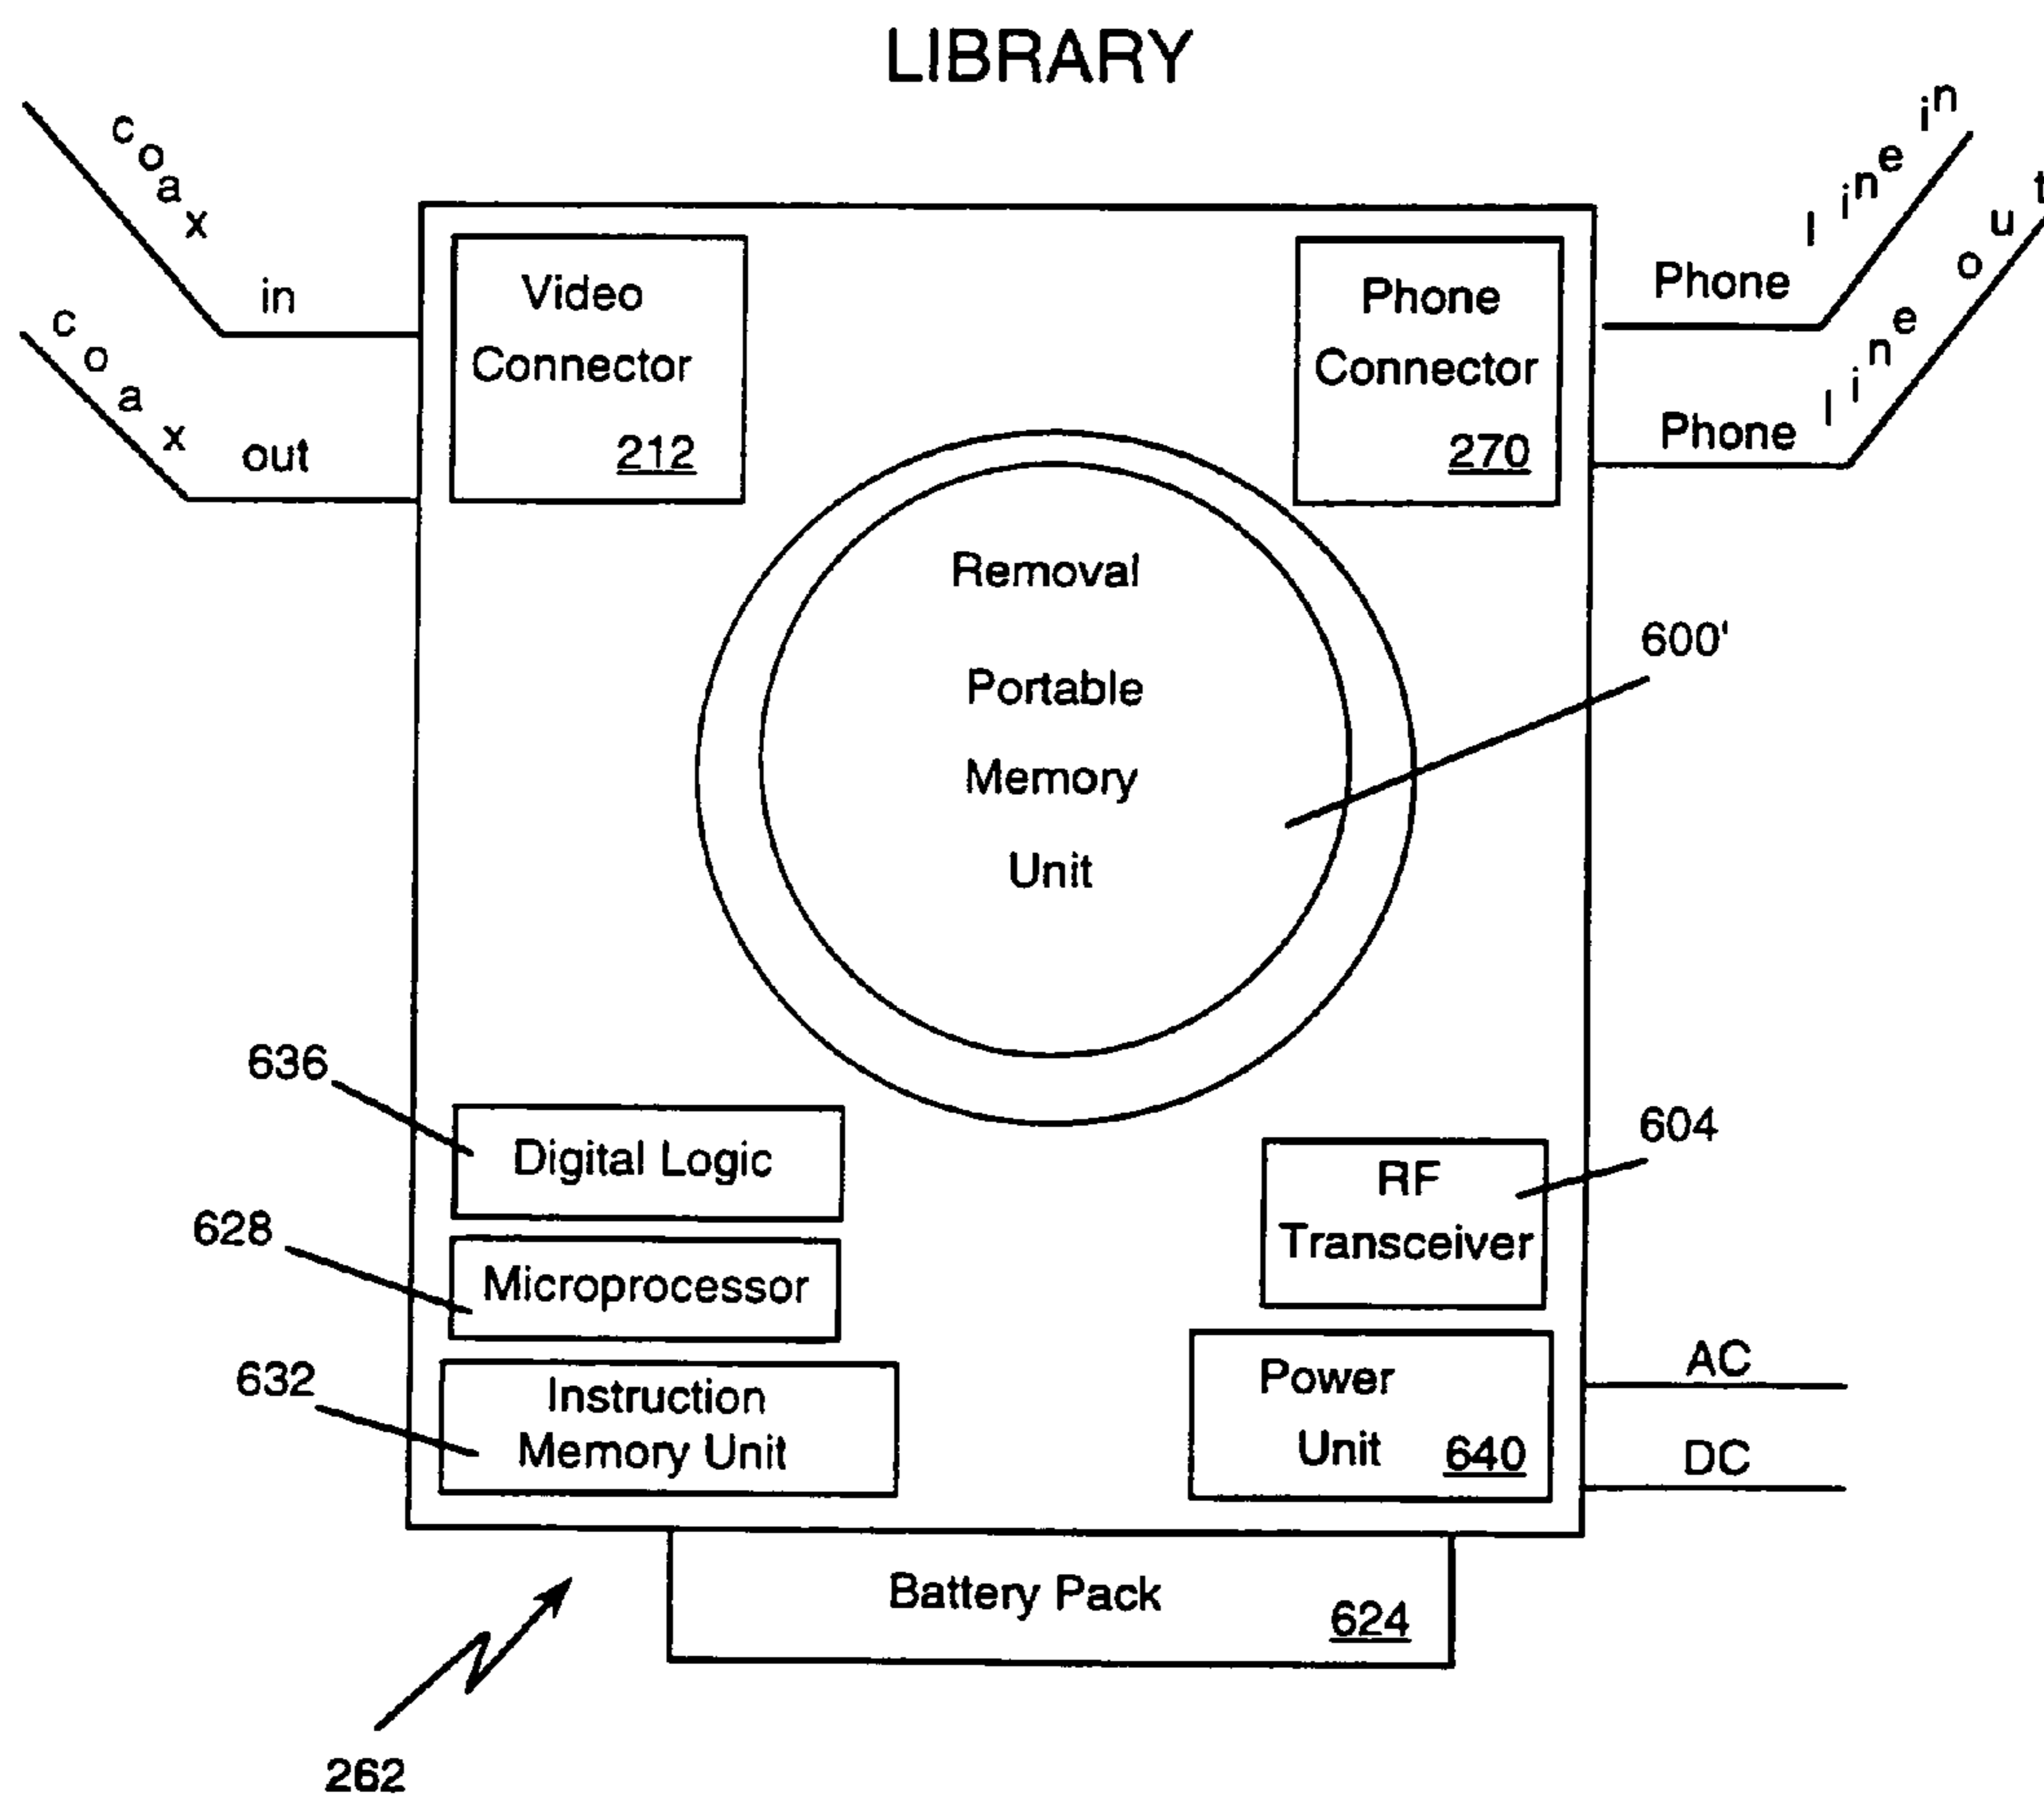 LIBRARY
coax in
coax out
Video
Connector
212
Phone
Connector
270
Phone line in
Phone line out
Removal
Portable
Memory
Unit
600'
636
Digital Logic
628
Microprocessor
632
Instruction
Memory Unit
604
RF
Transceiver
Power
Unit 640
AC
DC
Battery Pack 624
262